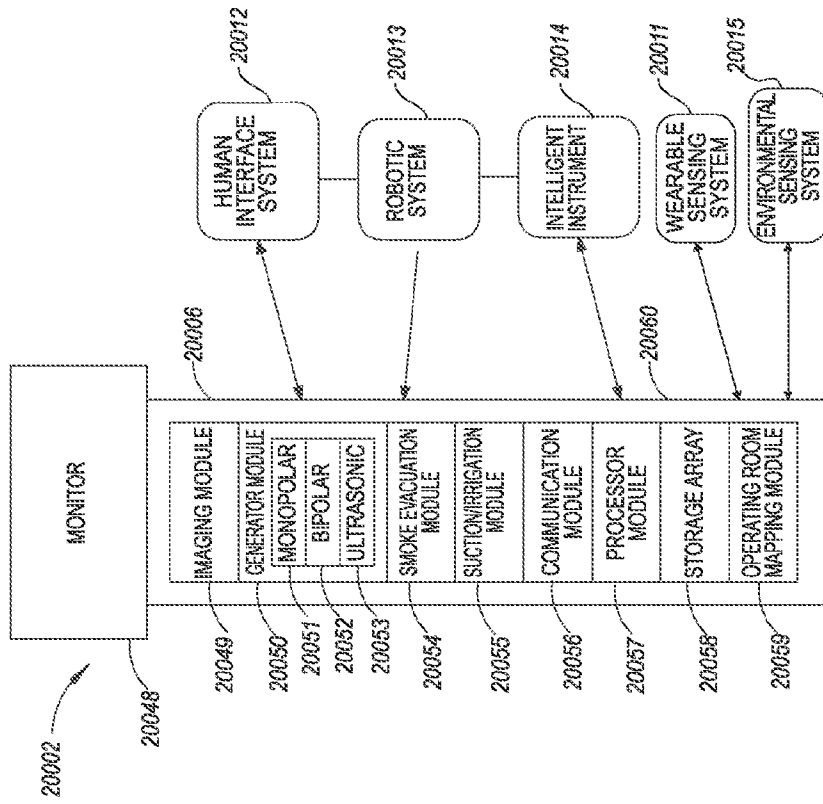 20002
20048
MONITOR
20006
20049
IMAGING MODULE
20050
GENERATOR MODULE
20051
MONOPOLAR
20052
BIPOLAR
20053
ULTRASONIC
20054
SMOKE EVACUATION
MODULE
20055
SUCTION/IRRIGATION
MODULE
20056
COMMUNICATION
MODULE
20057
PROCESSOR
MODULE
20058
STORAGE ARRAY
20059
OPERATING ROOM
MAPPING MODULE
20060
HUMAN
INTERFACE
SYSTEM
20012
ROBOTIC
SYSTEM
20013
INTELLIGENT
INSTRUMENT
20014
WEARABLE
SENSING
SYSTEM
20011
ENVIRONMENTAL
SENSING
SYSTEM
20015